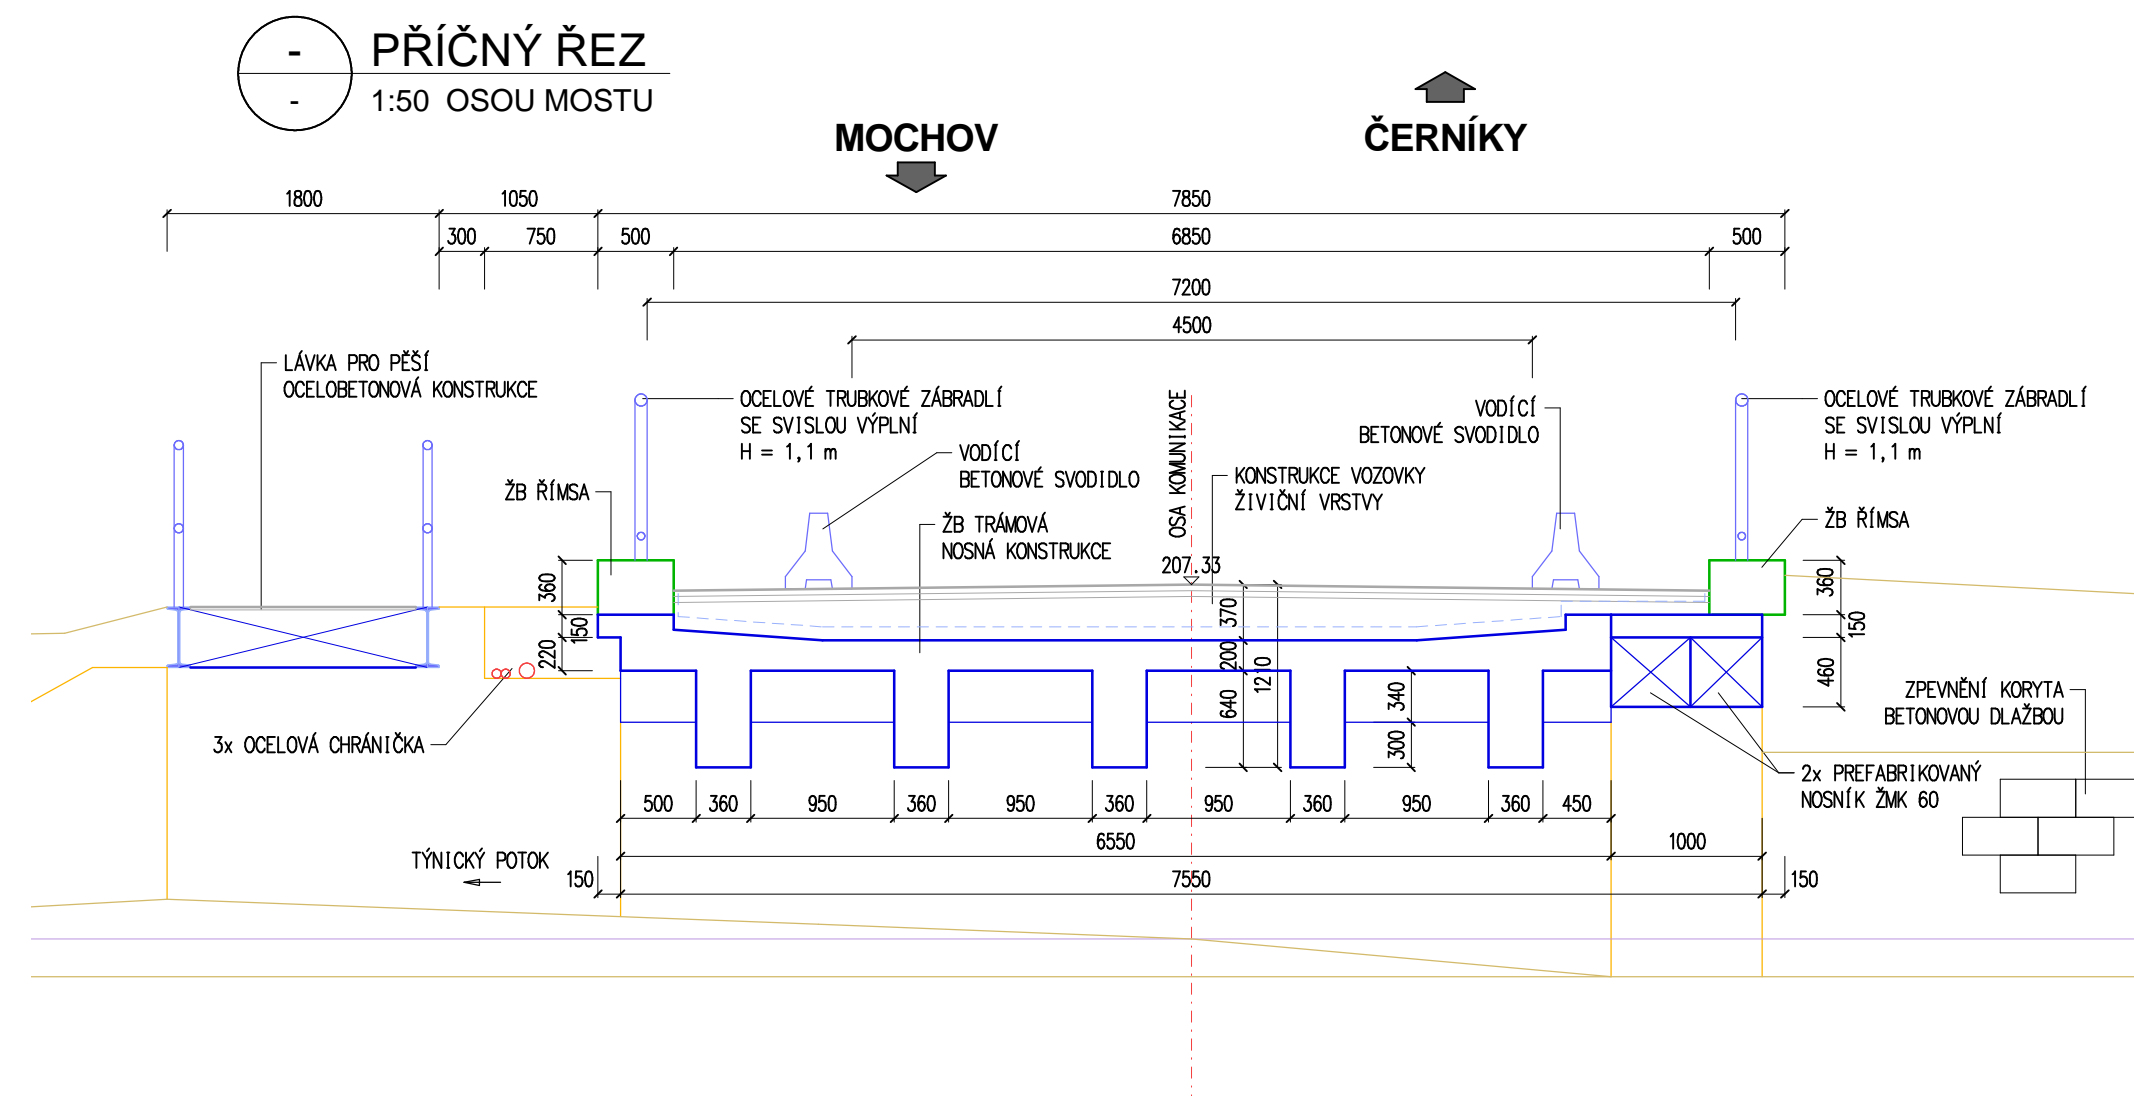 -
PŘÍČNÝ ŘEZ
-
1:50 OSOU MOSTU
MOCHOV
ČERNÍKY
1800
1050
7850
300
750
500
6850
500
7200
4500
LÁVKA PRO PĚŠÍ
OCELOBETONOVÁ KONSTRUKCE
OCELOVÉ TRUBKOVÉ ZÁBRADLÍ
SE SVISLOU VÝPLNÍ
H = 1,1 m
VODÍCÍ
BETONOVÉ SVODIDLO
ŽB ŘÍMSA
ŽB TRÁMOVÁ
NOSNÁ KONSTRUKCE
OSA KOMUNIKACE
207.33
KONSTRUKCE VOZOVKY
ŽIVIČNÍ VRSTVY
VODÍCÍ
BETONOVÉ SVODIDLO
OCELOVÉ TRUBKOVÉ ZÁBRADLÍ
SE SVISLOU VÝPLNÍ
H = 1,1 m
ŽB ŘÍMSA
360
150
220
370
200
640
1210
340
300
360
150
460
3x OCELOVÁ CHRÁNIČKA
ZPEVNĚNÍ KORYTA
BETONOVOU DLAŽBOU
2x PREFABRIKOVANÝ
NOSNÍK ŽMK 60
500
360
950
360
950
360
950
360
950
360
450
6550
1000
TÝNICKÝ POTOK
150
7550
150